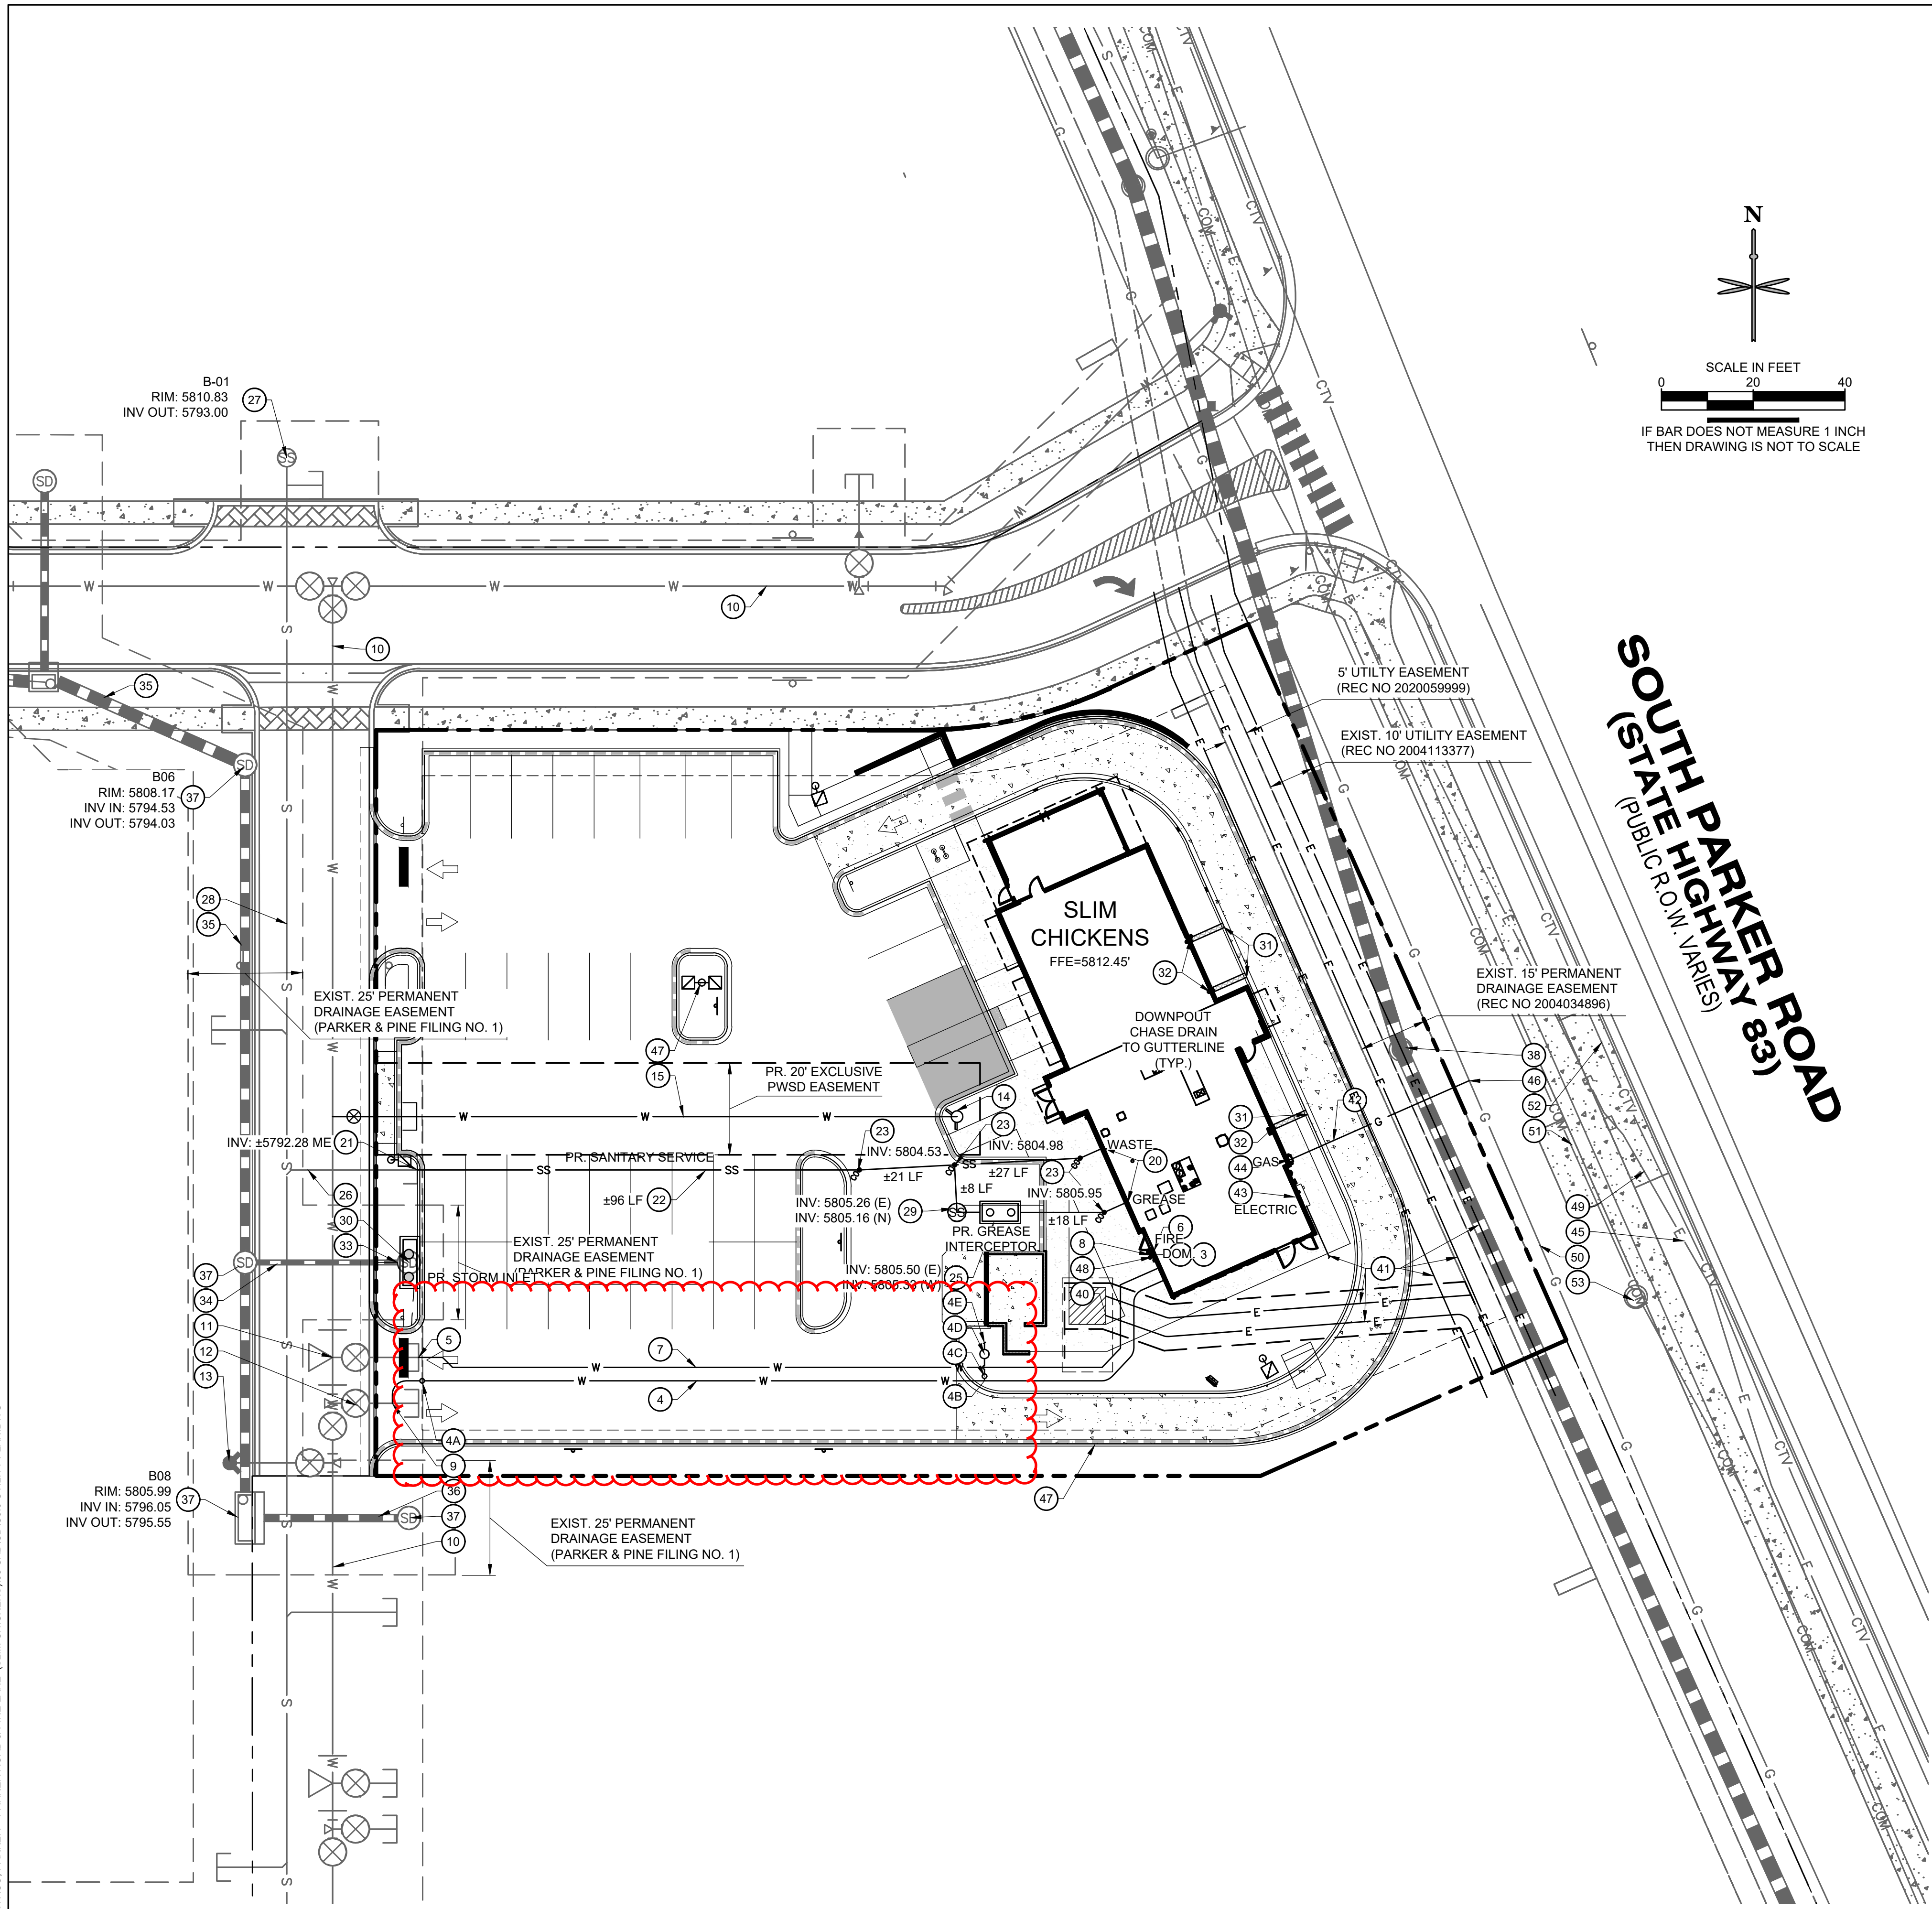 N
SCALE IN FEET
0 20 40
IF BAR DOES NOT MEASURE 1 INCH
THEN DRAWING IS NOT TO SCALE
B-01
RIM: 5810.83
INV OUT: 5793.00
27
SS
SD
10
10
35
5' UTILTY EASEMENT
(REC NO 2020059999)
EXIST. 10' UTILITY EASEMENT
(REC NO 2004113377)
SOUTH PARKER ROAD
(STATE HIGHWAY 83)
(PUBLIC R.O.W. VARIES)
SD
B06
RIM: 5808.17
INV IN: 5794.53
INV OUT: 5794.03
37
28
35
SLIM
CHICKENS
FFE=5812.45'
31
32
EXIST. 25' PERMANENT
DRAINAGE EASEMENT
(PARKER & PINE FILING NO. 1)
EXIST. 15' PERMANENT
DRAINAGE EASEMENT
(REC NO 2004034896)
DOWNPOUT
CHASE DRAIN
TO GUTTERLINE
(TYP.)
47
15
PR. 20' EXCLUSIVE
PWSD EASEMENT
38
46
52
51
14
23
23
31
42
32
INV: ±5792.28 ME
21
PR. SANITARY SERVICE
INV: 5804.53
INV: 5804.98
WASTE
20
44
GAS
43
ELECTRIC
±96 LF
22
±21 LF
±27 LF
23
±8 LF
INV: 5805.95
GREASE
26
30
33
INV: 5805.26 (E)
INV: 5805.16 (N)
29
SS
±18 LF
PR. GREASE
INTERCEPTOR
6
FIRE
DOM.
3
8
48
40
41
49
45
50
53
EXIST. 25' PERMANENT
DRAINAGE EASEMENT
(PARKER & PINE FILING NO. 1)
INV: 5805.50 (E)
INV: 5805.33 (W)
25
PR. STORM INLET
SD
SD
37
34
11
12
13
5
7
4
4E
4D
4C
4B
4A
9
36
37
10
47
B08
RIM: 5805.99
INV IN: 5796.05
INV OUT: 5795.55
37
SD
EXIST. 25' PERMANENT
DRAINAGE EASEMENT
(PARKER & PINE FILING NO. 1)